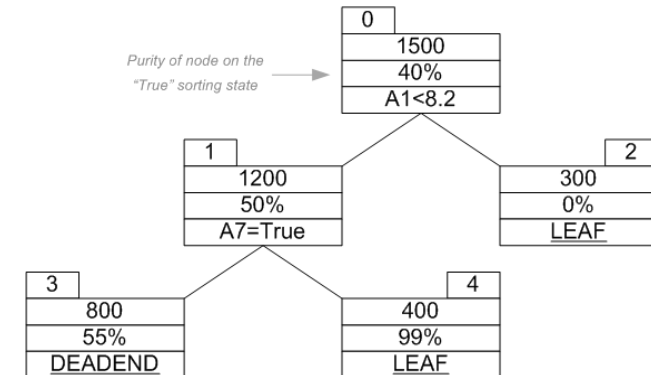 0
1500
Purity of node on the
"True" sorting state
40%
A1<8.2
1
2
1200
300
50%
0%
A7=True
LEAF
3
4
800
400
55%
99%
DEADEND
LEAF